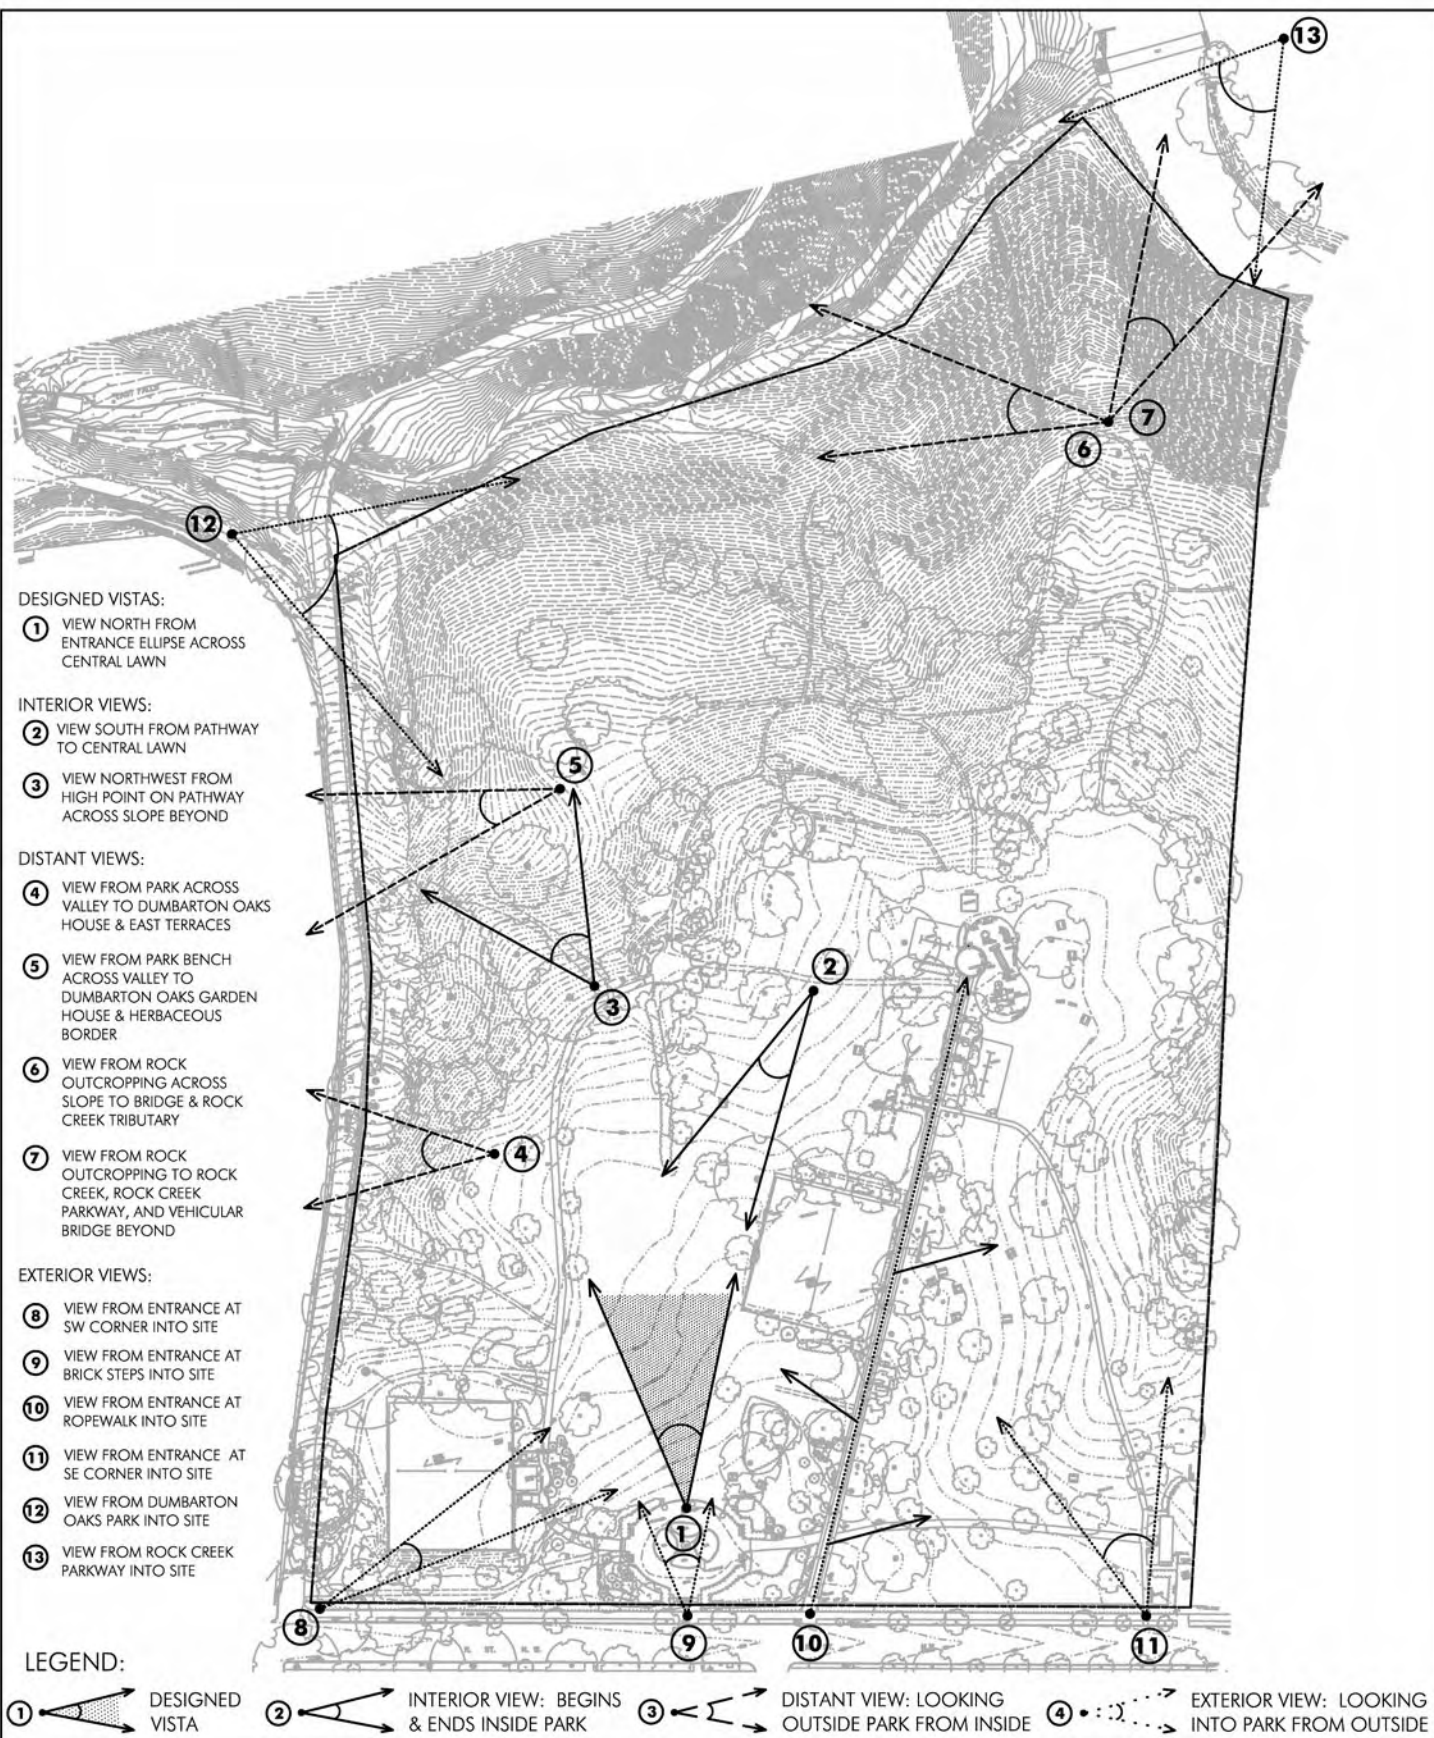 13
7
6
12
DESIGNED VISTAS:
1 VIEW NORTH FROM
ENTRANCE ELLIPSE ACROSS
CENTRAL LAWN
INTERIOR VIEWS:
2 VIEW SOUTH FROM PATHWAY
TO CENTRAL LAWN
3 VIEW NORTHWEST FROM
HIGH POINT ON PATHWAY
ACROSS SLOPE BEYOND
DISTANT VIEWS:
4 VIEW FROM PARK ACROSS
VALLEY TO DUMBARTON OAKS
HOUSE & EAST TERRACES
5 VIEW FROM PARK BENCH
ACROSS VALLEY TO
DUMBARTON OAKS GARDEN
HOUSE & HERBACEOUS
BORDER
6 VIEW FROM ROCK
OUTCROPPING ACROSS
SLOPE TO BRIDGE & ROCK
CREEK TRIBUTARY
7 VIEW FROM ROCK
OUTCROPPING TO ROCK
CREEK, ROCK CREEK
PARKWAY, AND VEHICULAR
BRIDGE BEYOND
EXTERIOR VIEWS:
8 VIEW FROM ENTRANCE AT
SW CORNER INTO SITE
9 VIEW FROM ENTRANCE AT
BRICK STEPS INTO SITE
10 VIEW FROM ENTRANCE AT
ROPEWALK INTO SITE
11 VIEW FROM ENTRANCE AT
SE CORNER INTO SITE
12 VIEW FROM DUMBARTON
OAKS PARK INTO SITE
13 VIEW FROM ROCK CREEK
PARKWAY INTO SITE
5
2
3
4
1
8
9
10
11
LEGEND:
1 DESIGNED
VISTA
2 INTERIOR VIEW: BEGINS
& ENDS INSIDE PARK
3 DISTANT VIEW: LOOKING
OUTSIDE PARK FROM INSIDE
4 EXTERIOR VIEW: LOOKING
INTO PARK FROM OUTSIDE